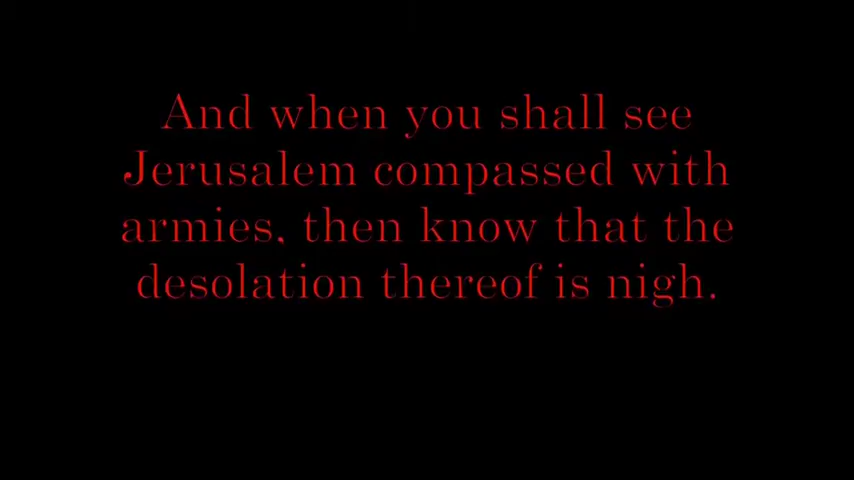 And when you shall see
Jerusalem compassed with
armies, then know that the
desolation thereof is nigh.